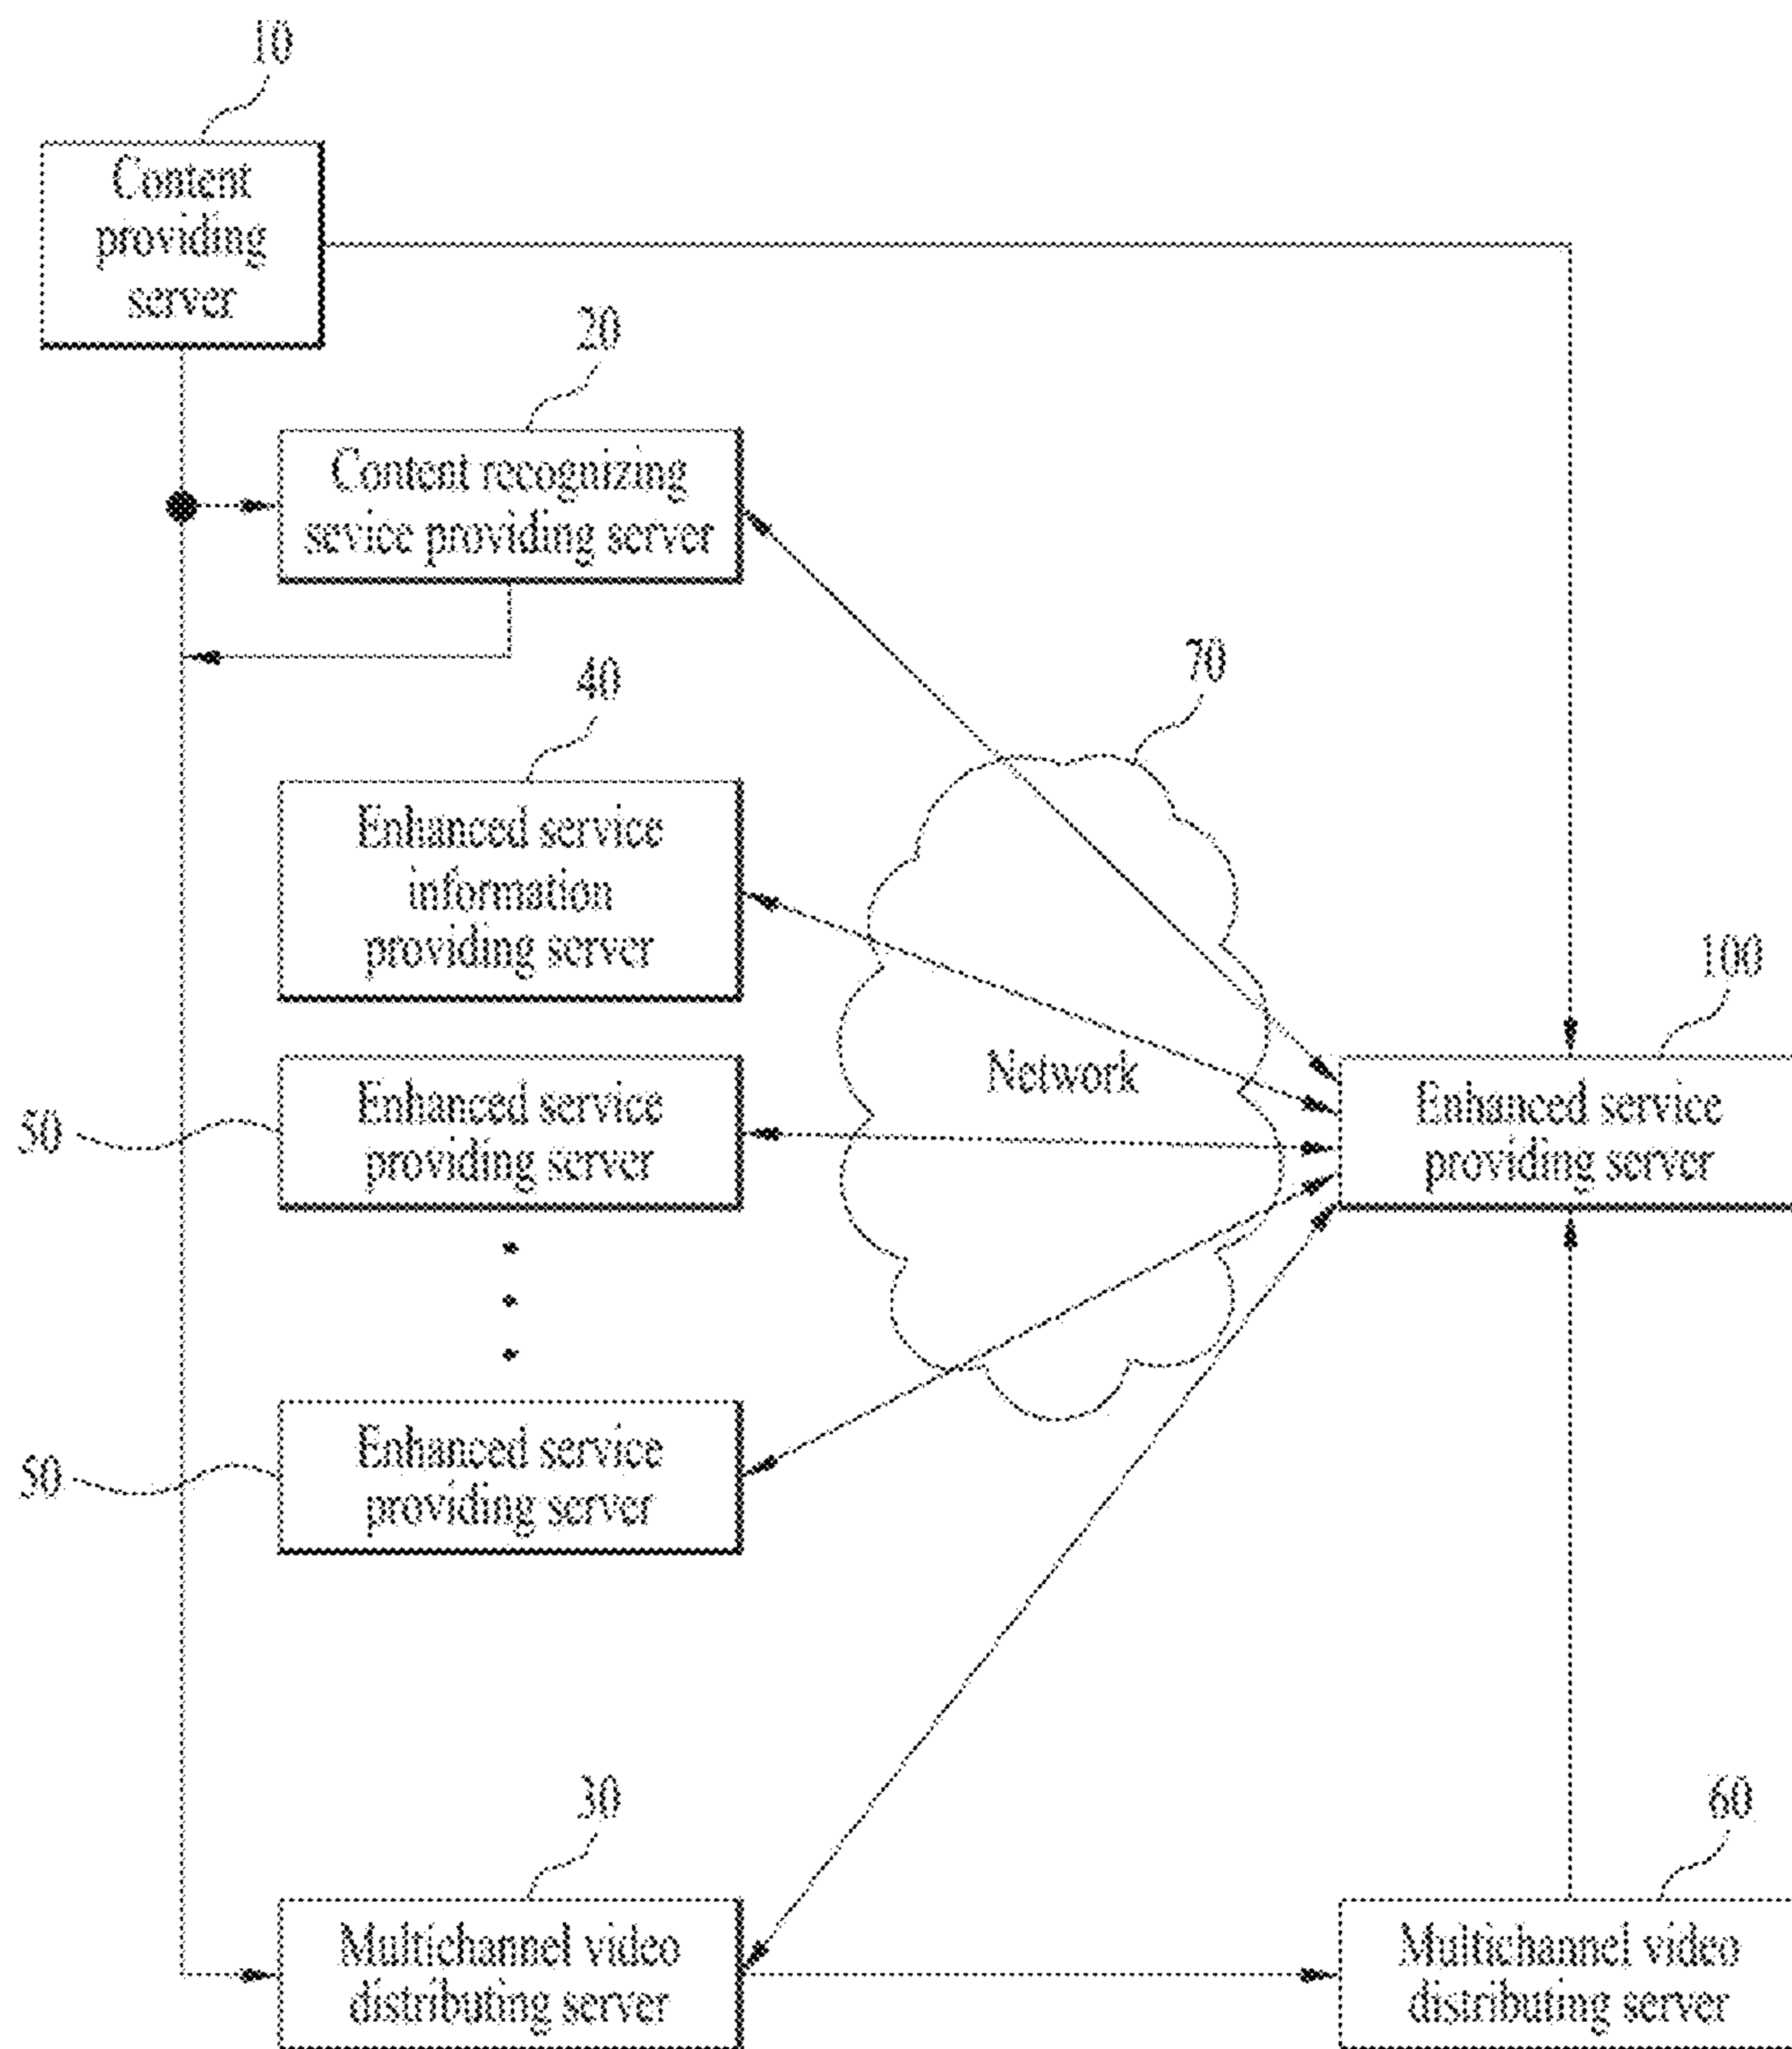 10
Content
providing
server
20
Content recognizing
sevice providing server
40
70
Enhanced service
information
providing server
100
Network
50
Enhanced service
providing server
Enhanced service
providing server
50
Enhanced service
providing server
30
60
Multichannel video
distributing server
Multichannel video
distributing server